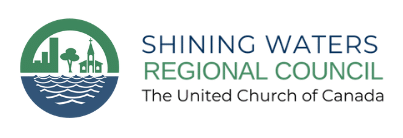 SHINING WATERS
REGIONAL COUNCIL
The United Church of Canada